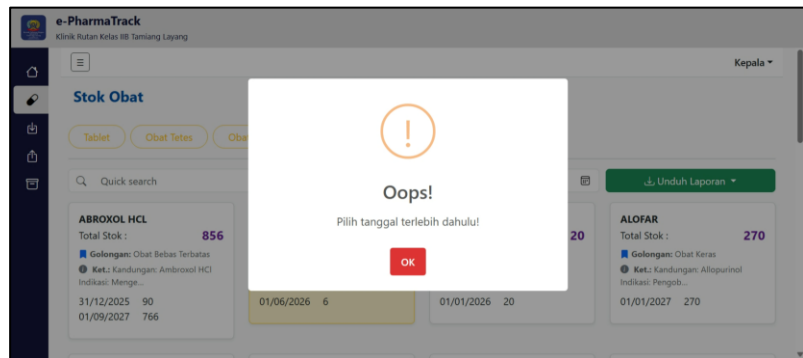 e-PharmaTrack
Klinik Rutan Kelas IIB Tamiang Layang
Kepala
Stok Obat
Tablet
Obat Tetes
Oba
Quick search
Unduh Laporan
Oops!
Pilih tanggal terlebih dahulu!
OK
ABROXOL HCL
Total Stok : 856
Golongan: Obat Bebas Terbatas
Ket.: Kandungan: Ambroxol HCl
Indikasi: Menge...
31/12/2025 90
01/09/2027 766
01/06/2026 6
20
01/01/2026 20
ALOFAR
Total Stok : 270
Golongan: Obat Keras
Ket.: Kandungan: Allopurinol
Indikasi: Pengob...
01/01/2027 270